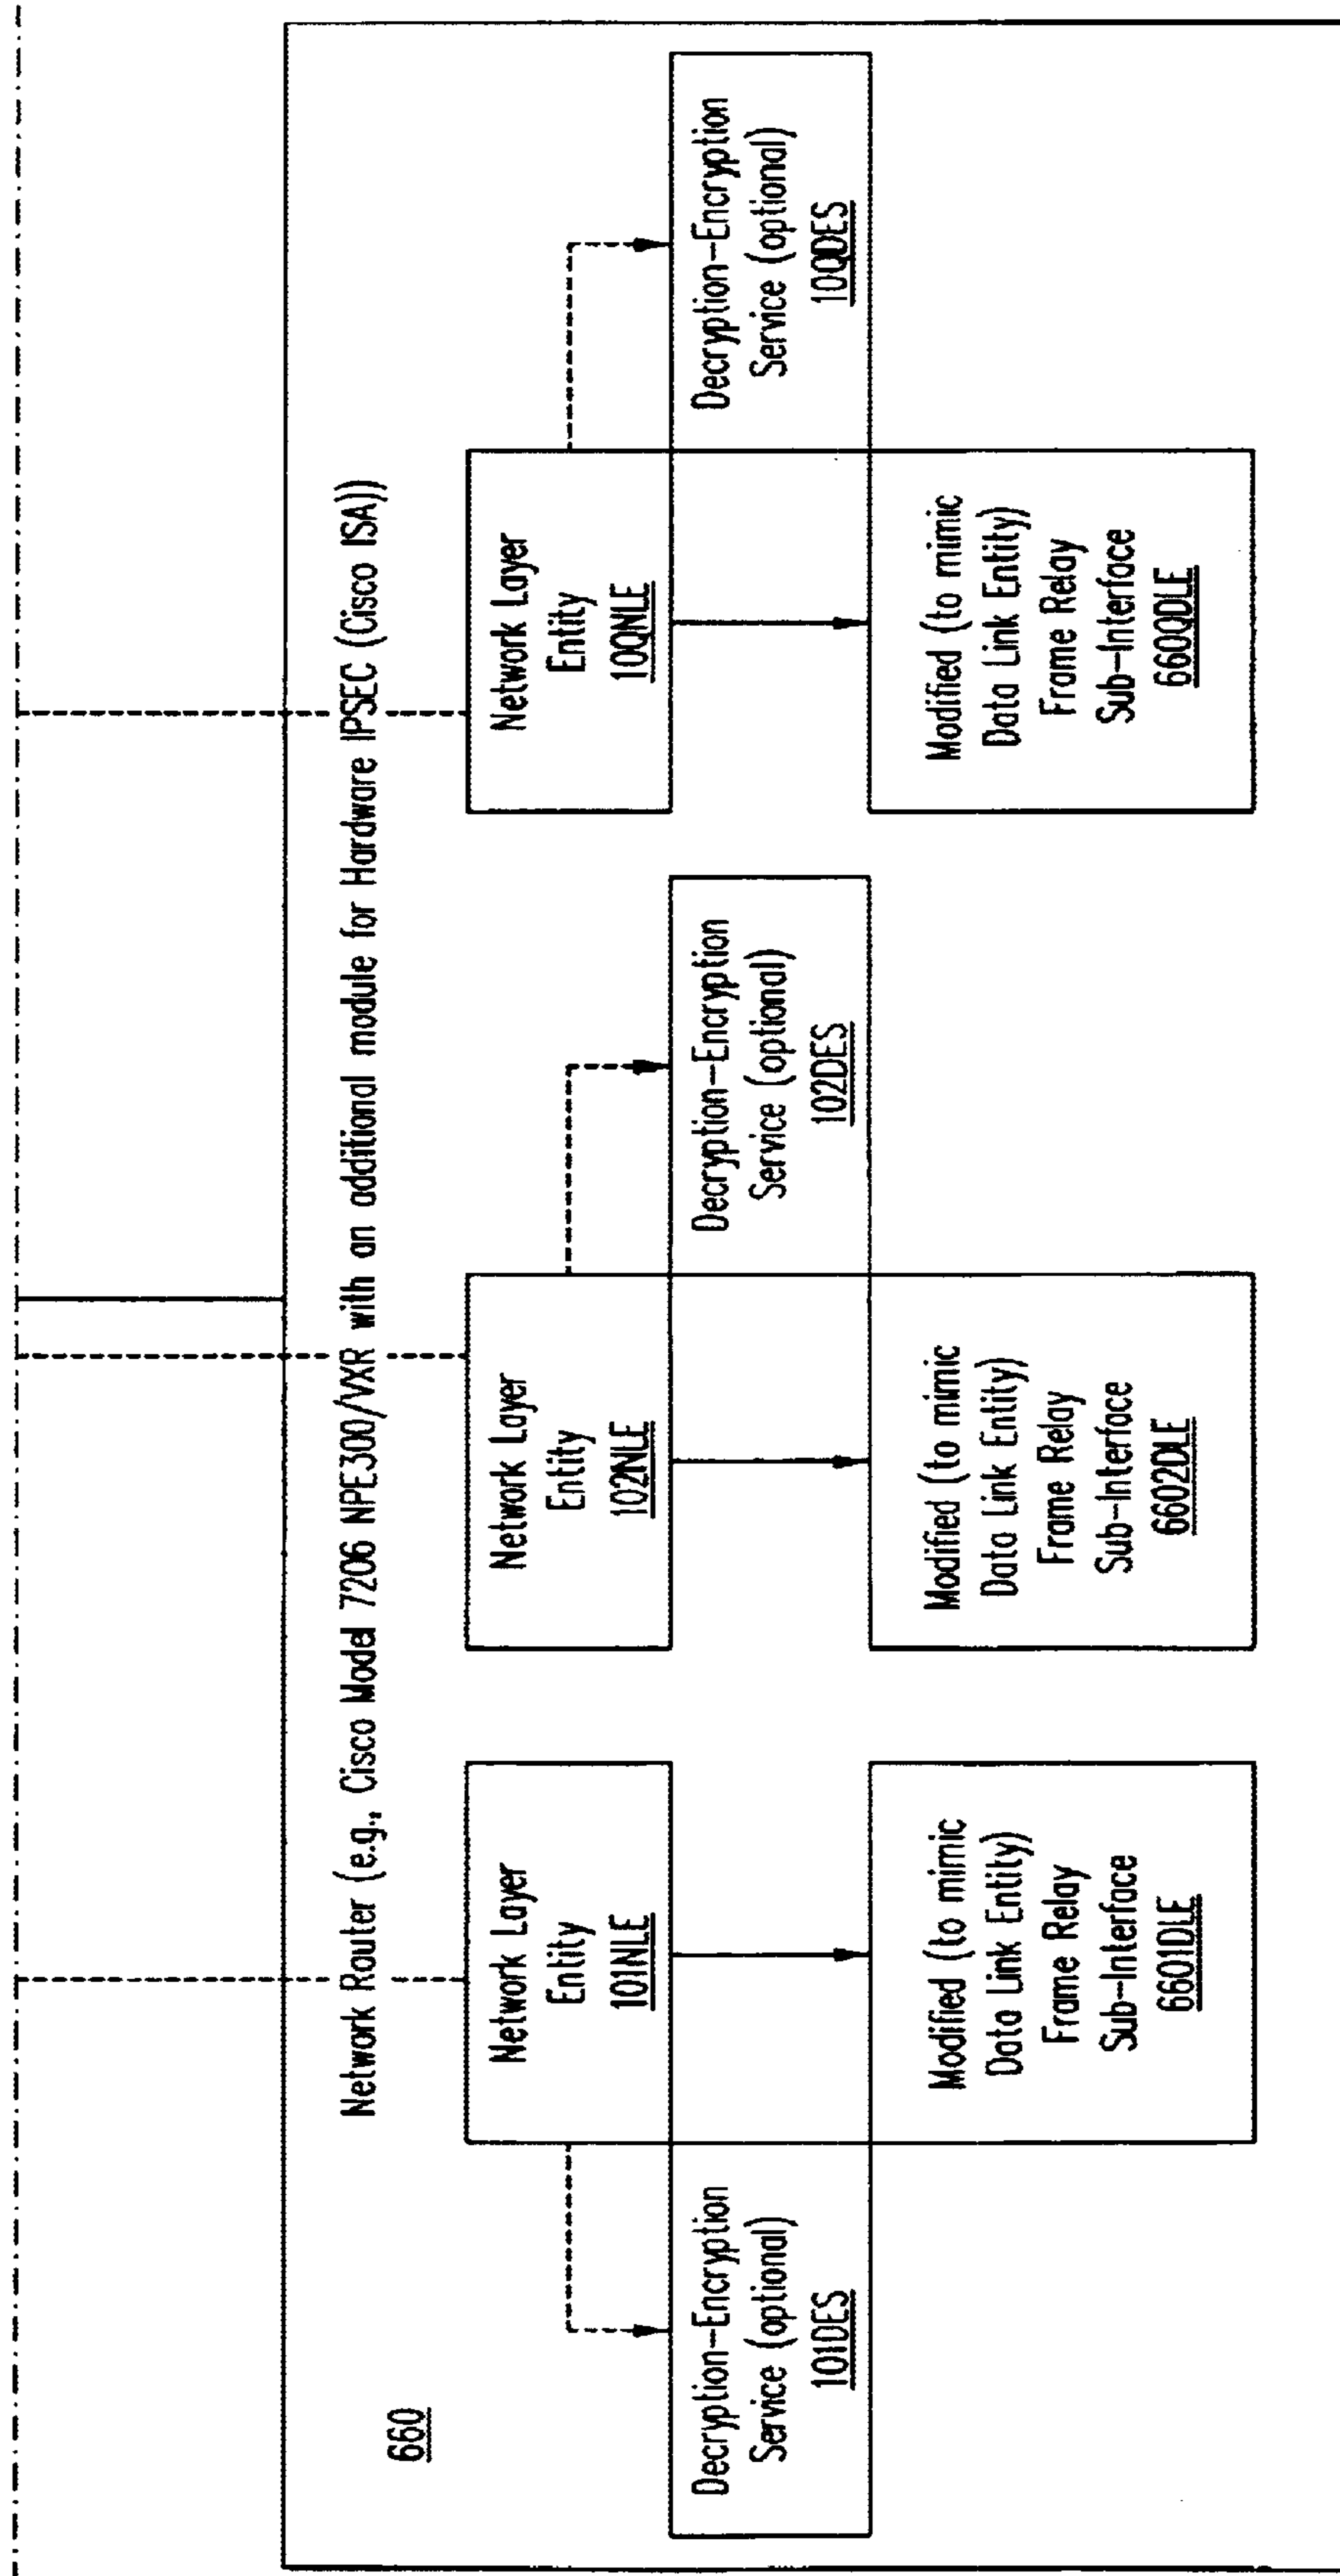 660
Network Router (e.g., Cisco Model 7206 NPE300/VXR with an additional module for Hardware IPSEC (Cisco ISA))
Network Layer
Entity
101NLE
Decryption-Encryption
Service (optional)
101DES
Modified (to mimic
Data Link Entity)
Frame Relay
Sub-Interface
6601DLE
Network Layer
Entity
102NLE
Decryption-Encryption
Service (optional)
102DES
Modified (to mimic
Data Link Entity)
Frame Relay
Sub-Interface
6602DLE
Network Layer
Entity
10QNLE
Decryption-Encryption
Service (optional)
10QDES
Modified (to mimic
Data Link Entity)
Frame Relay
Sub-Interface
660QDLE